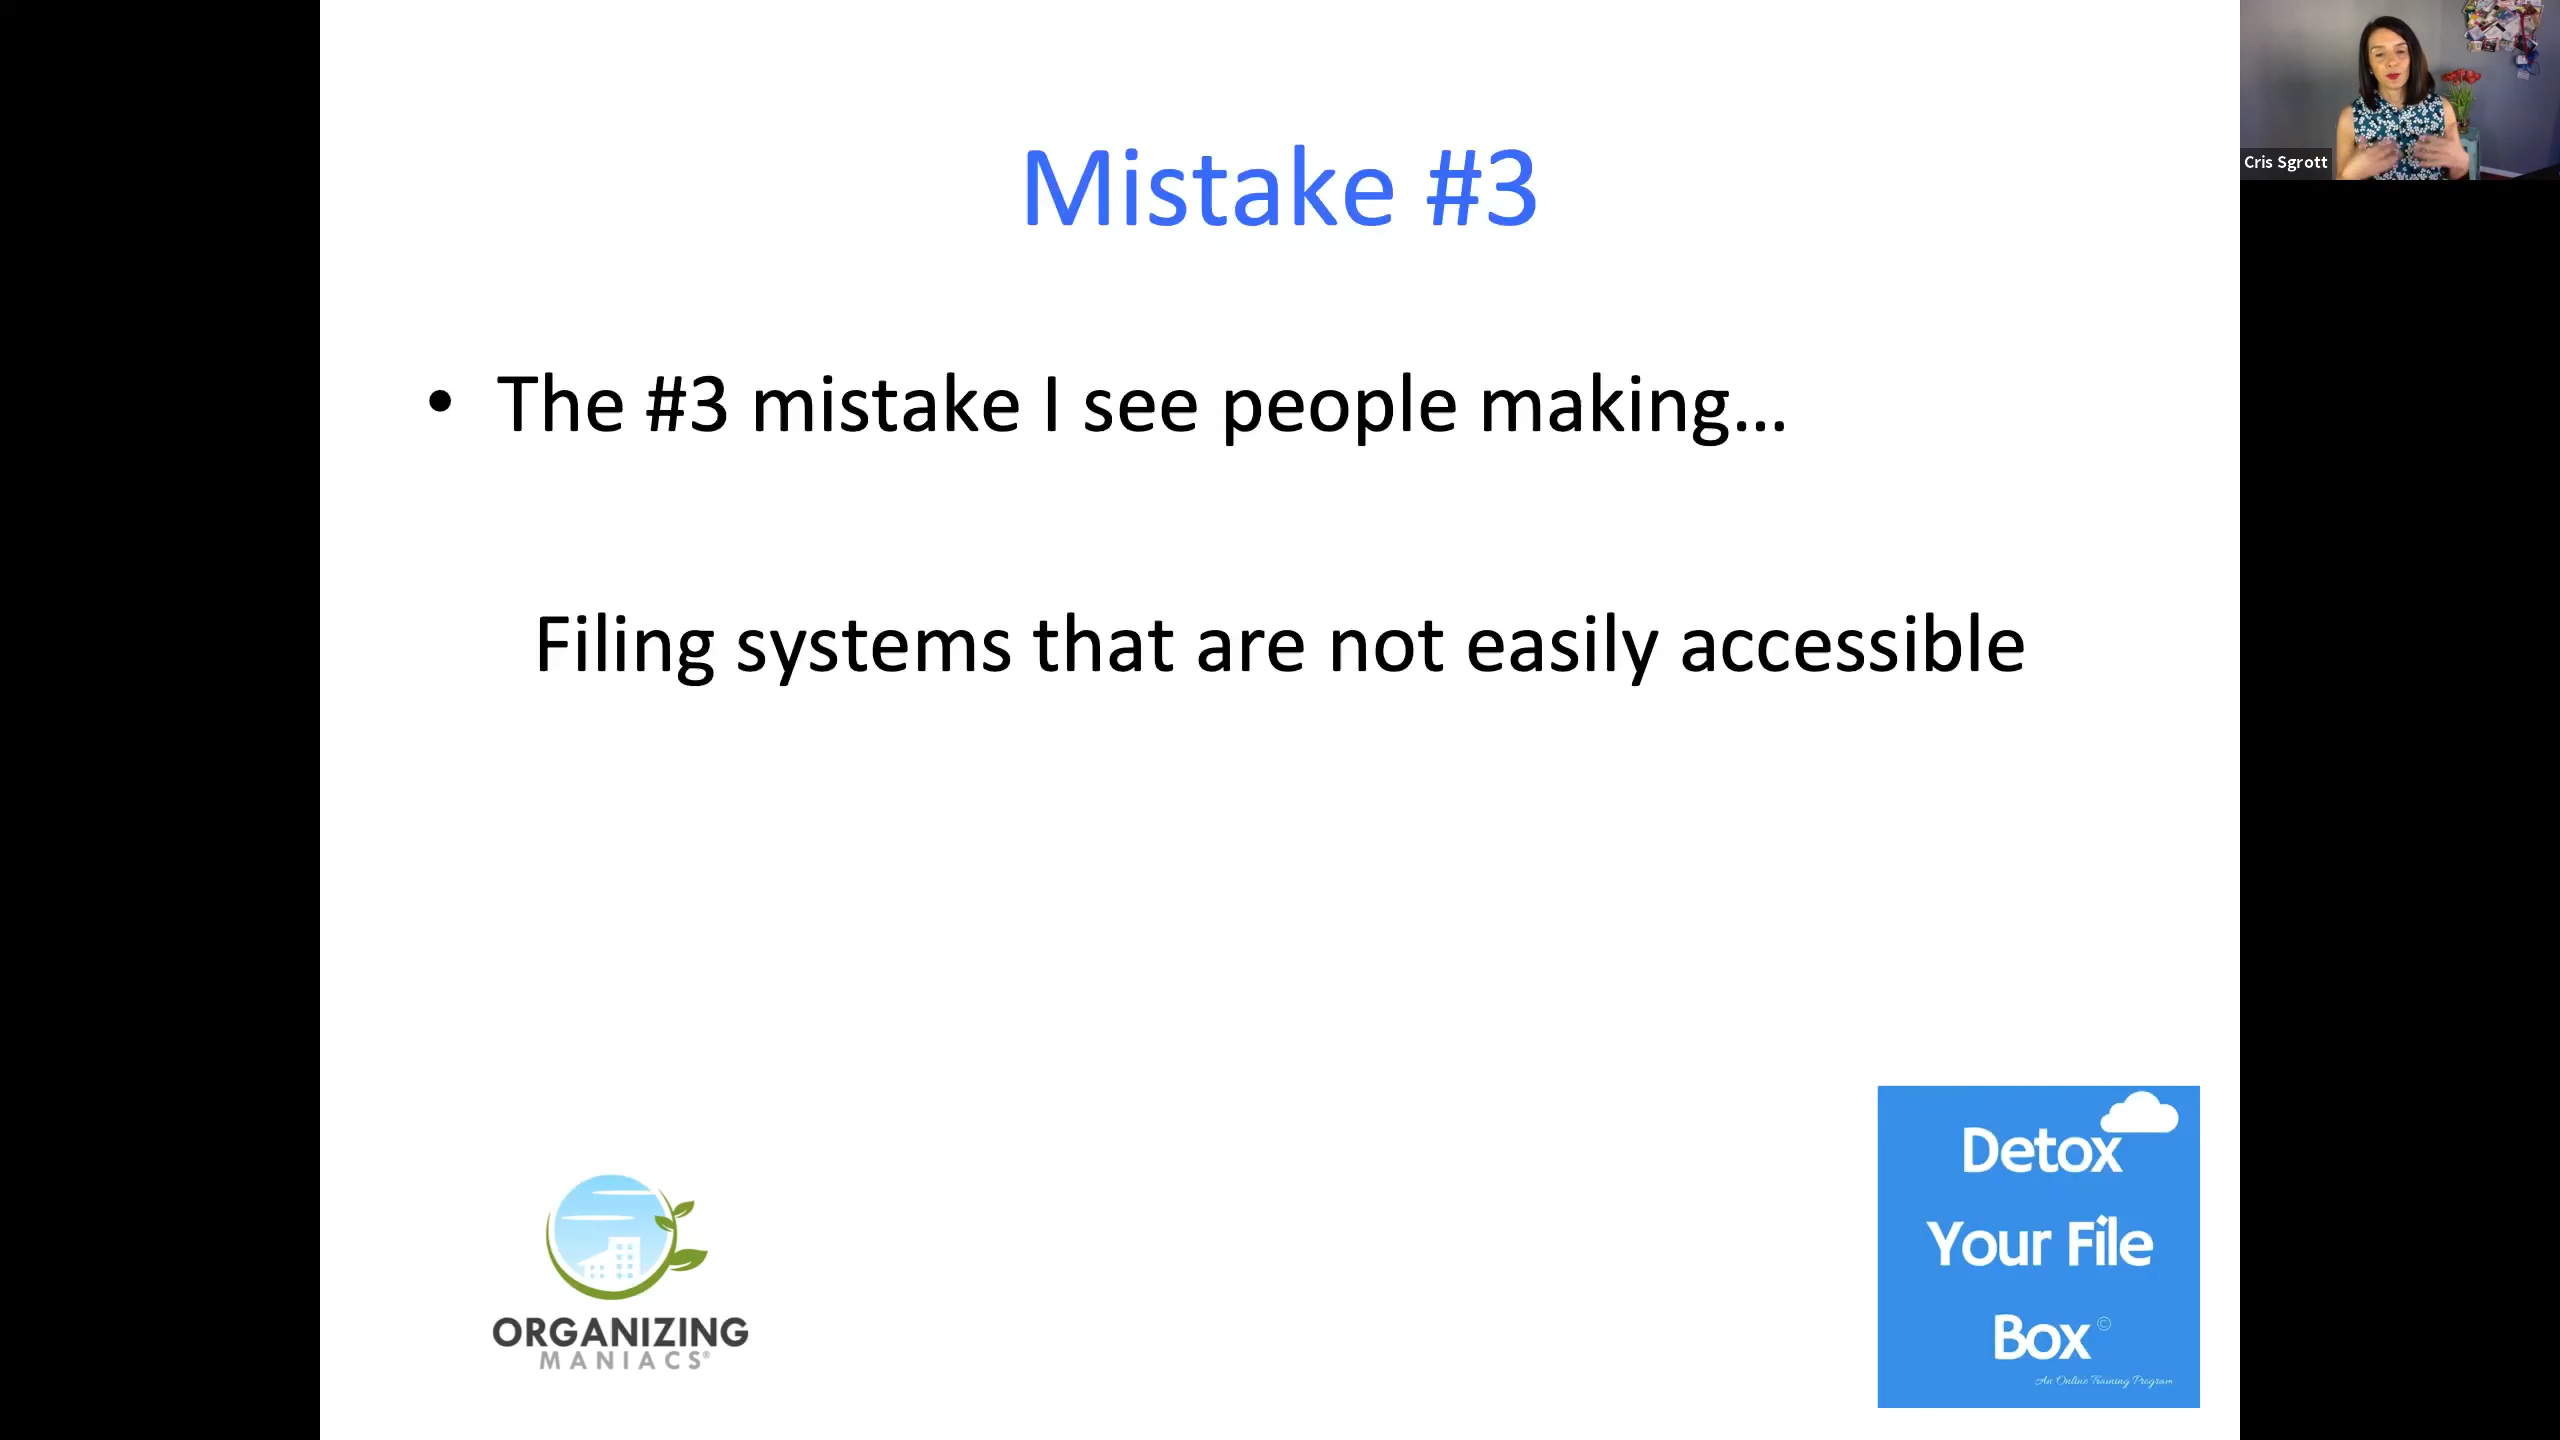 Cris Sgrott
Mistake #3
• The #3 mistake I see people making...
Filing systems that are not easily accessible
ORGANIZING
MANIACS®
Detox
Your File
Box©
An Online Training Program